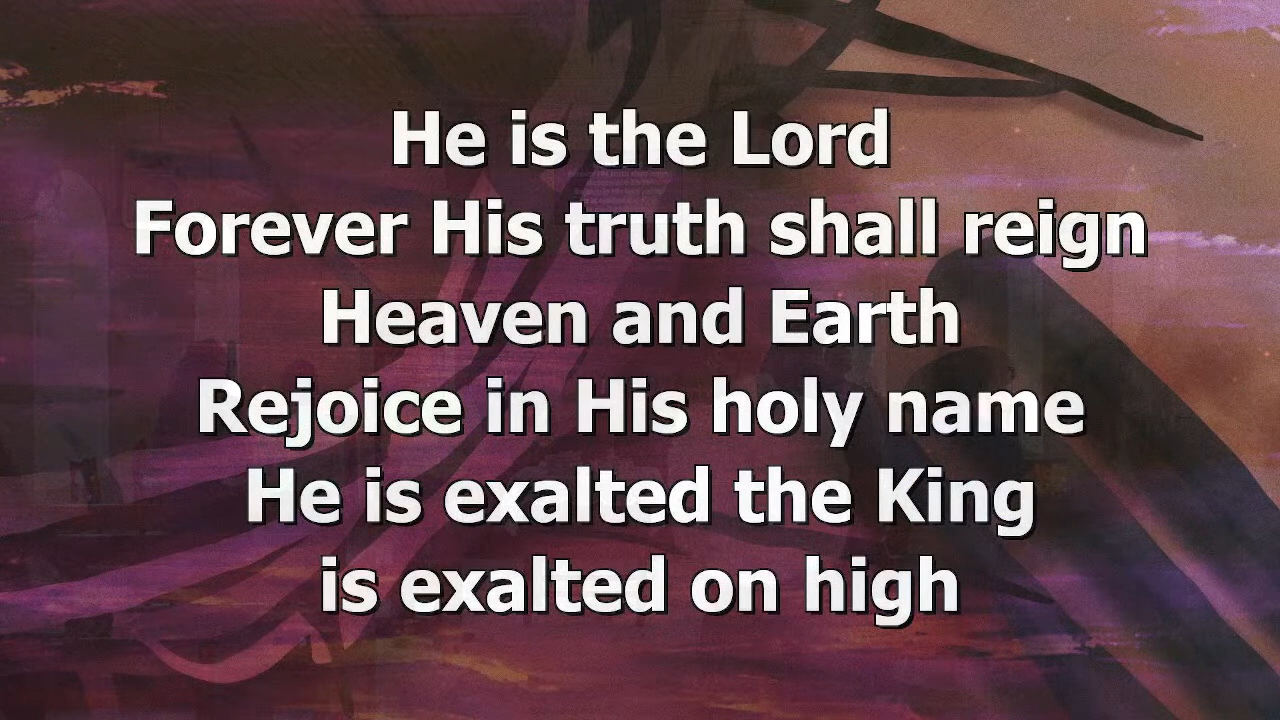 He is the Lord
Forever His truth shall reign
Heaven and Earth
Rejoice in His holy name
He is exalted the King
is exalted on high